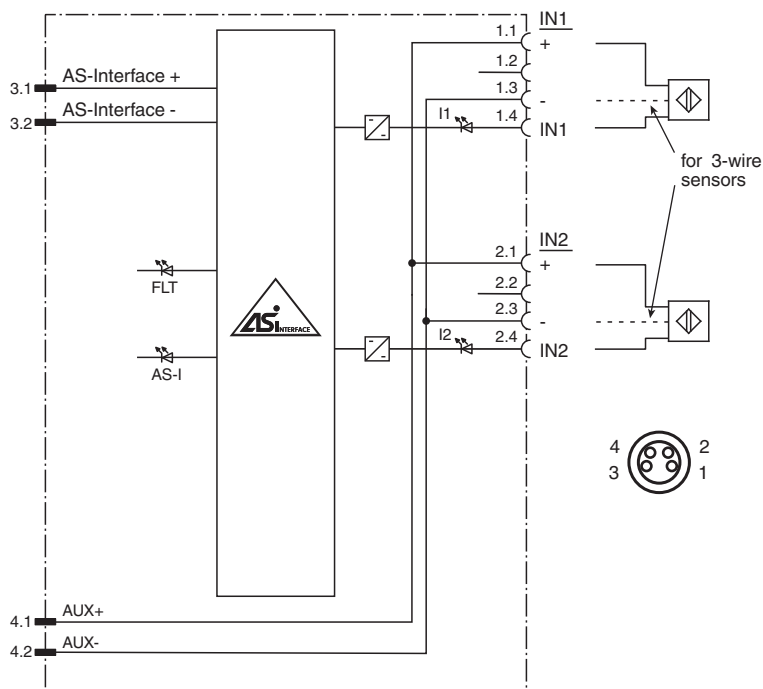 IN1
1.1
+
1.2
1.3
-
I1
1.4
IN1
3.1
AS-Interface +
3.2
AS-Interface -
for 3-wire
sensors
IN2
2.1
+
2.2
2.3
-
I2
2.4
IN2
FLT
AS-I
ASi INTERFACE
4
2
3
1
4.1
AUX+
4.2
AUX-